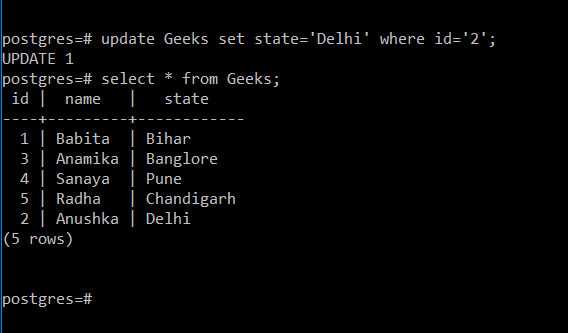 postgres=# update Geeks set state='Delhi' where id='2';
UPDATE 1
postgres=# select * from Geeks;
 id |  name   |   state
----+---------+------------
  1 | Babita  | Bihar
  3 | Anamika | Banglore
  4 | Sanaya  | Pune
  5 | Radha   | Chandigarh
  2 | Anushka | Delhi
(5 rows)
postgres=#